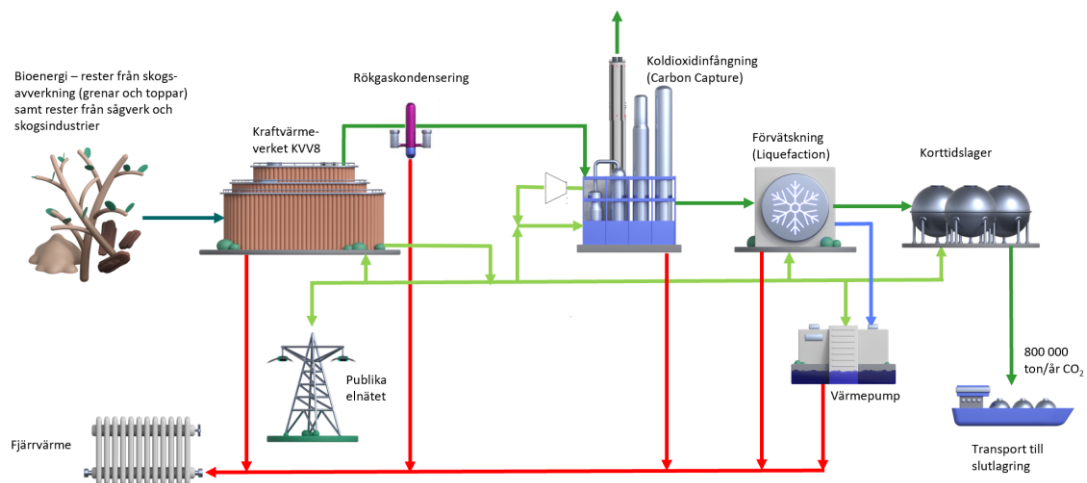 Bioenergi – rester från skogs-
avverkning (grenar och toppar)
samt rester från sågverk och
skogsindustrier
Kraftvärme-
verket KVV8
Rökgaskondensering
Koldioxidinfångning
(Carbon Capture)
Förvätskning
(Liquefaction)
Korttidslager
Publika
elnätet
Värmepump
800 000
ton/år CO₂
Transport till
slutlagring
Fjärrvärme